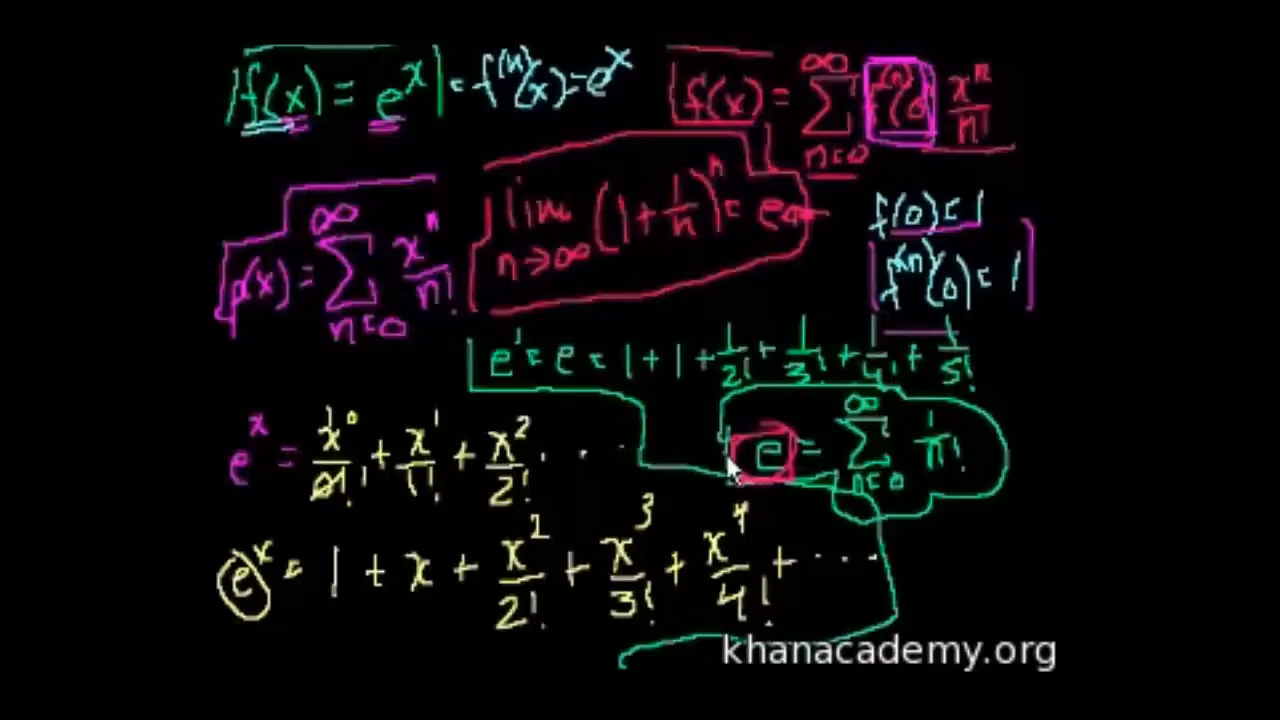 f(x) = e^x = f^(n)(x) = e^x
f(x) = ∑_{n=0}^{∞} f^(n)(0) x^n/n!
p(x) = ∑_{n=0}^{∞} x^n/n!
lim_{n→∞} (1 + 1/n)^n = e
f(0) = 1
f^(n)(0) = 1
e^1 = e = 1 + 1 + 1/2! + 1/3! + 1/4! + 1/5!
e^x = x^0/0! + x^1/1! + x^2/2! ....
e = ∑_{n=0}^{∞} 1/n!
e^x = 1 + x + x^2/2! + x^3/3! + x^4/4! + ....
khanacademy.org